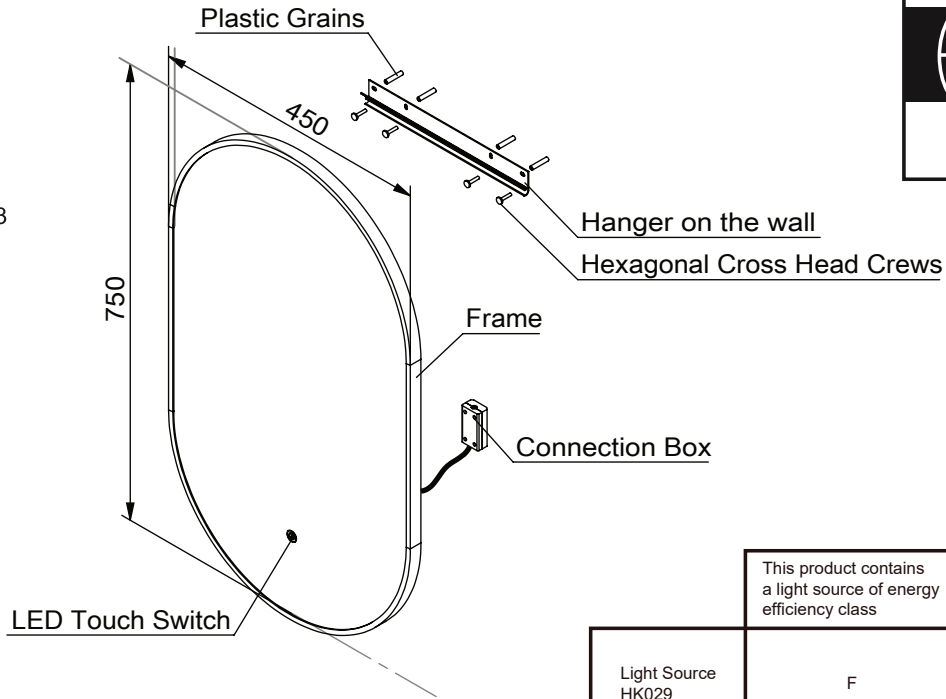 Plastic Grains
450
750
Hanger on the wall
Hexagonal Cross Head Crews
Frame
Connection Box
LED Touch Switch
This product contains
a light source of energy
efficiency class
Light Source
HK029
F